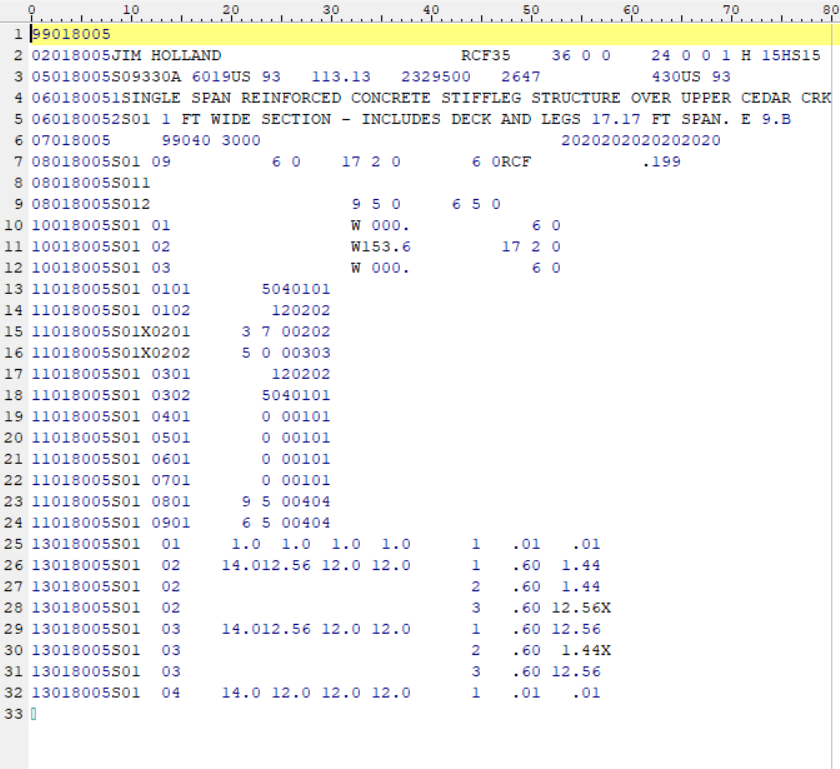 0 10 20 30 40 50 60 70 80
1 99018005
2 02018005JIM HOLLAND                        RCF35    36 0 0    24 0 0 1 H 15HS15
3 05018005S09330A 6019US 93   113.13   2329500   2647           430US 93
4 060180051SINGLE SPAN REINFORCED CONCRETE STIFFLEG STRUCTURE OVER UPPER CEDAR CRK
5 060180052S01 1 FT WIDE SECTION - INCLUDES DECK AND LEGS 17.17 FT SPAN. E 9.B
6 07018005     99040 3000                              2020202020202020
7 08018005S01 09          6 0    17 2 0       6 0RCF           .199
8 08018005S011
9 08018005S012                    9 5 0     6 5 0
10 10018005S01 01                  W 000.            6 0
11 10018005S01 02                  W153.6         17 2 0
12 10018005S01 03                  W 000.            6 0
13 11018005S01 0101       5040101
14 11018005S01 0102        120202
15 11018005S01X0201     3 7 00202
16 11018005S01X0202     5 0 00303
17 11018005S01 0301        120202
18 11018005S01 0302       5040101
19 11018005S01 0401       0 00101
20 11018005S01 0501       0 00101
21 11018005S01 0601       0 00101
22 11018005S01 0701       0 00101
23 11018005S01 0801     9 5 00404
24 11018005S01 0901     6 5 00404
25 13018005S01  01     1.0  1.0  1.0  1.0      1   .01   .01
26 13018005S01  02    14.012.56 12.0 12.0      1   .60  1.44
27 13018005S01  02                             2   .60  1.44
28 13018005S01  02                             3   .60 12.56X
29 13018005S01  03    14.012.56 12.0 12.0      1   .60 12.56
30 13018005S01  03                             2   .60  1.44X
31 13018005S01  03                             3   .60 12.56
32 13018005S01  04    14.0 12.0 12.0 12.0      1   .01   .01
33